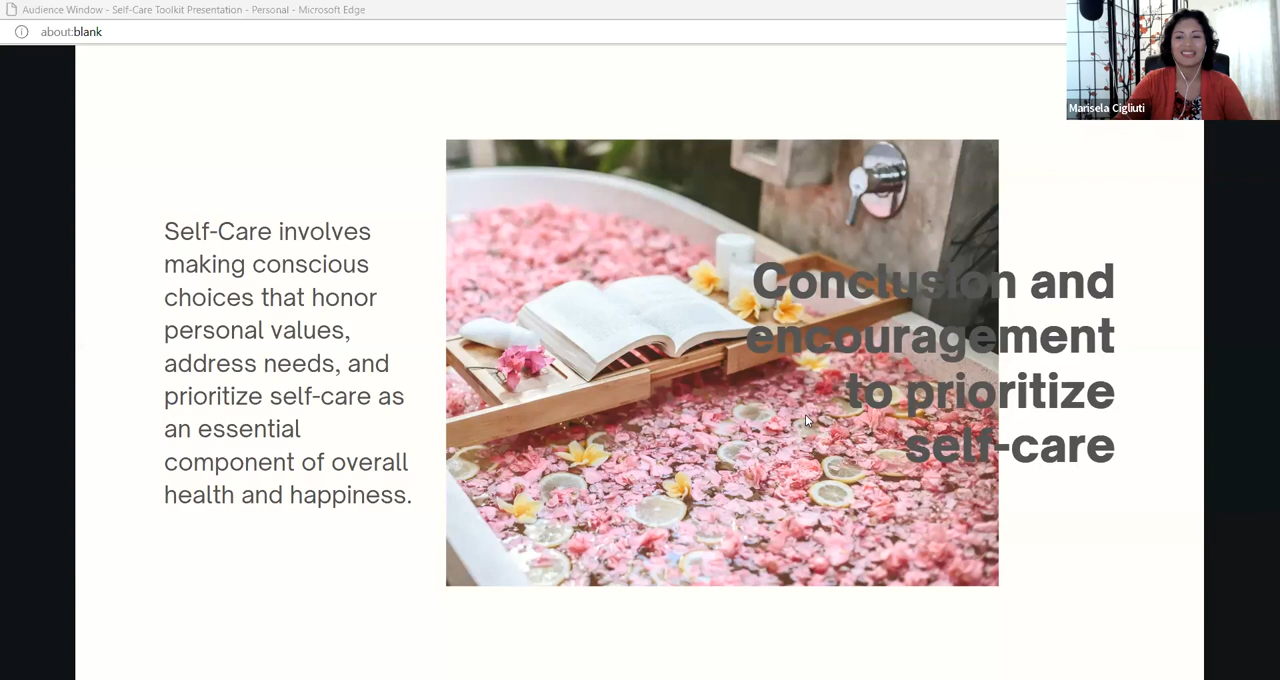 Audience Window - Self-Care Toolkit Presentation - Personal - Microsoft Edge
about:blank
Marisela Cigliuti
Self-Care involves
making conscious
choices that honor
personal values,
address needs, and
prioritize self-care as
an essential
component of overall
health and happiness.
Conclusion and
encouragement
to prioritize
self-care